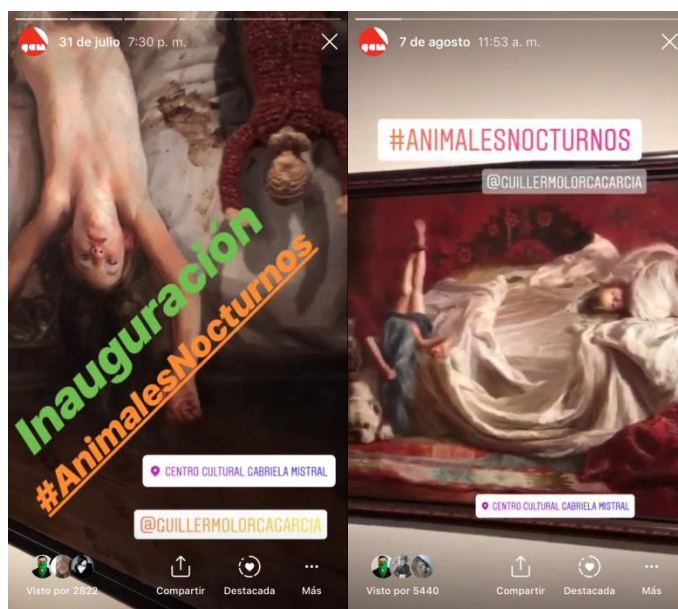 gam
31 de julio 7:30 p. m.
Inauguración
#AnimalesNocturnos
CENTRO CULTURAL GABRIELA MISTRAL
@GUILLERMOLORCAGARCIA
Visto por 2822
Compartir
Destacada
Más
gam
7 de agosto 11:53 a. m.
#ANIMALESNOCTURNOS
@GUILLERMOLORCAGARCIA
CENTRO CULTURAL GABRIELA MISTRAL
Visto por 5440
Compartir
Destacada
Más